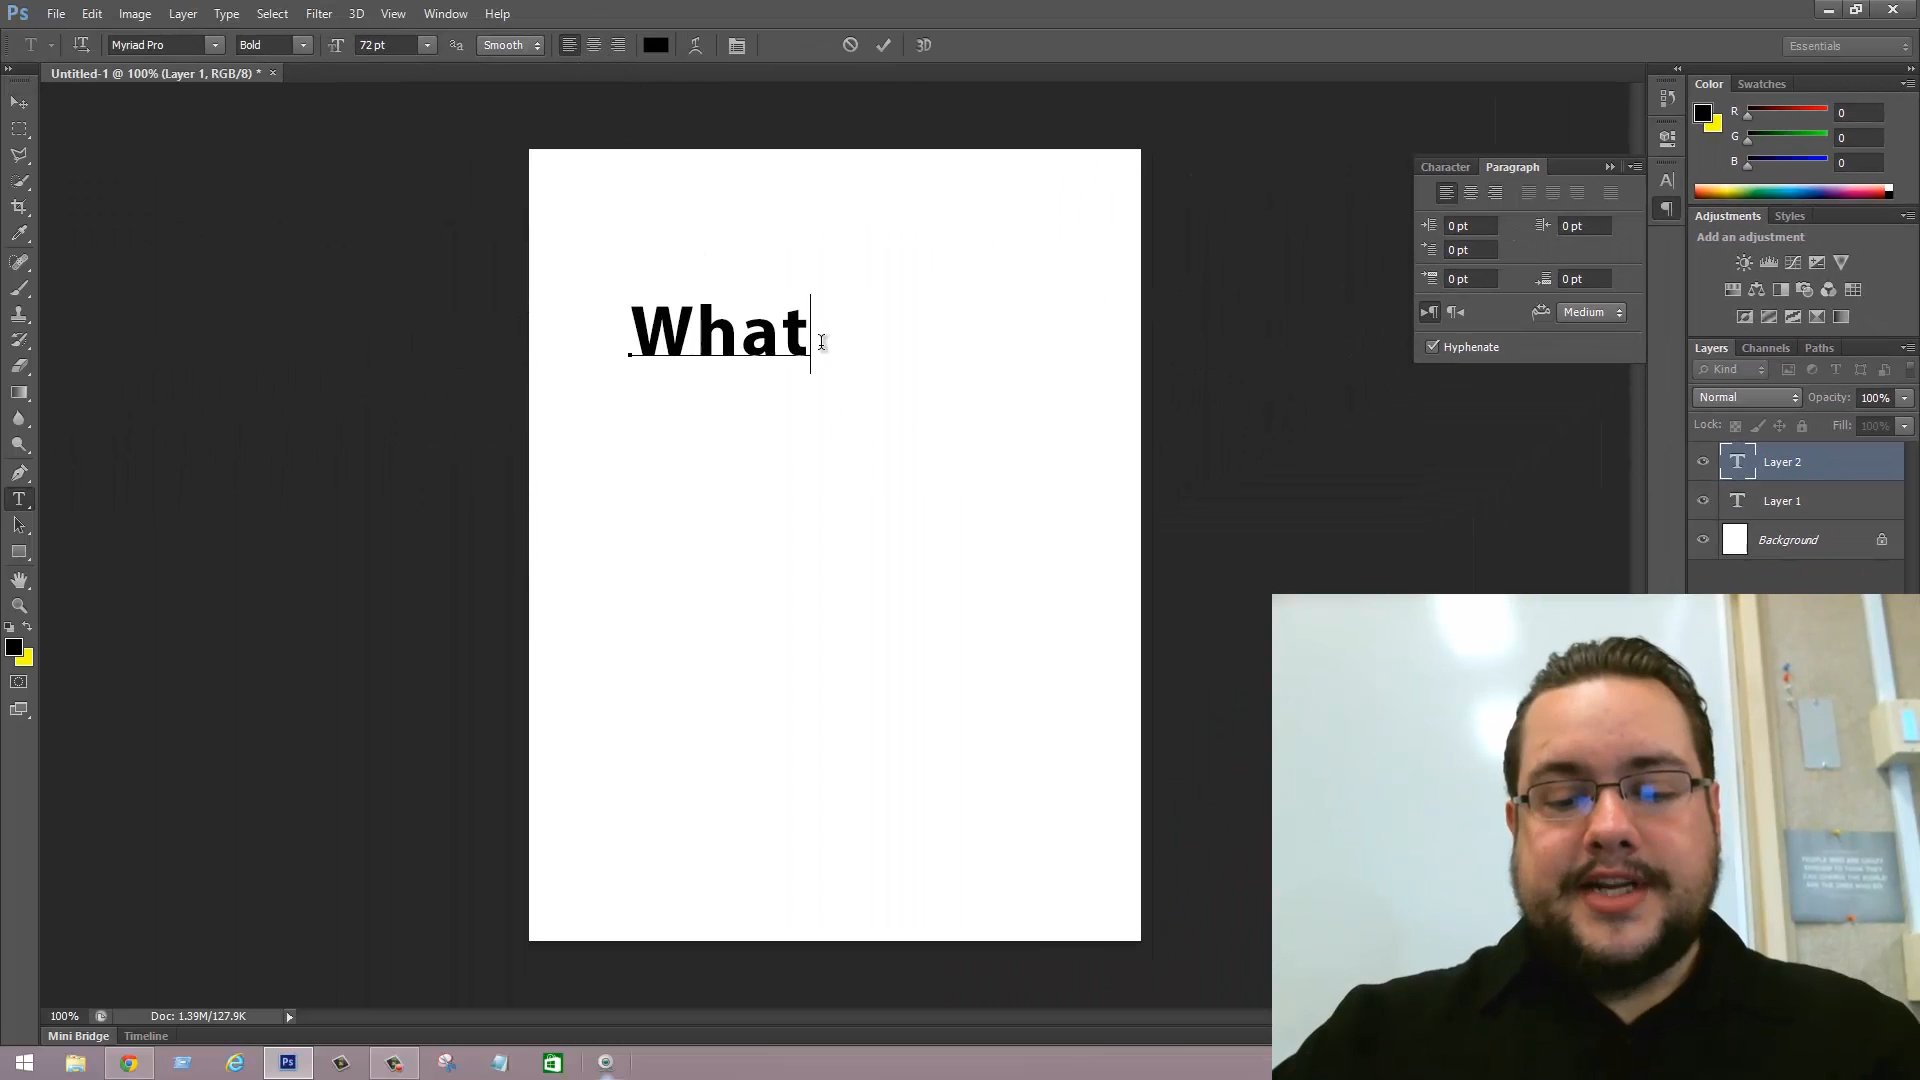 Ps File Edit Image Layer Type Select Filter 3D View Window Help
T Myriad Pro Bold 72 pt aa Smooth 3D Essentials
Untitled-1 @ 100% (Layer 1, RGB/8) * ×
Color Swatches
R 0
G 0
B 0
Character Paragraph
0 pt 0 pt
0 pt
0 pt 0 pt
Medium
Hyphenate
Adjustments Styles
Add an adjustment
Layers Channels Paths
Kind
Normal Opacity: 100%
Lock: Fill: 100%
T Layer 2
T Layer 1
Background
What
100% Doc: 1.39M/127.9K
Mini Bridge Timeline
Ps